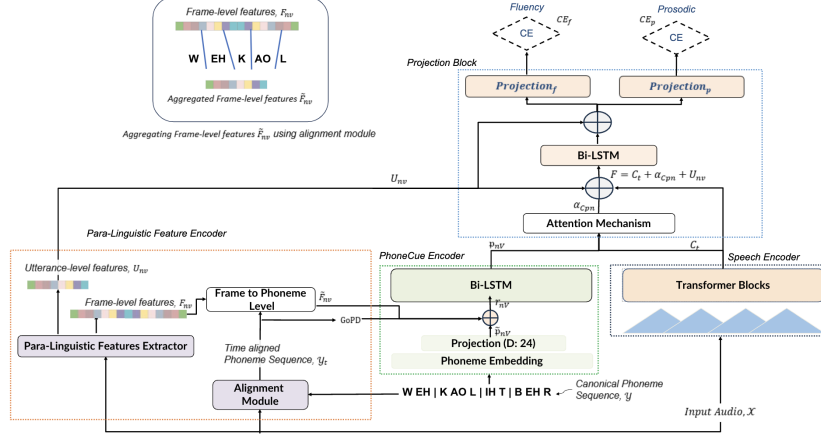 Frame-level features, F_nv
W EH K AO L
Aggregated Frame-level features F̃_nv
Aggregating Frame-level features F̃_nv using alignment module
Fluency
CE_f
CE
Prosodic
CE_p
CE
Projection Block
Projection_f
Projection_p
Bi-LSTM
F = C_t + α_Cpn + U_nv
U_nv
α_Cpn
Attention Mechanism
Para-Linguistic Feature Encoder
Utterance-level features, U_nv
Frame-level features, F_nv
Frame to Phoneme
Level
F̃_nv
GoPD
Para-Linguistic Features Extractor
Time aligned
Phoneme Sequence, 𝒴_t
Alignment
Module
p_nV
PhoneCue Encoder
Bi-LSTM
r_nV
p̃_nV
Projection (D: 24)
Phoneme Embedding
W EH | K AO L | IH T | B EH R
Canonical Phoneme
Sequence, 𝒴
C_t
Speech Encoder
Transformer Blocks
Input Audio, 𝒳